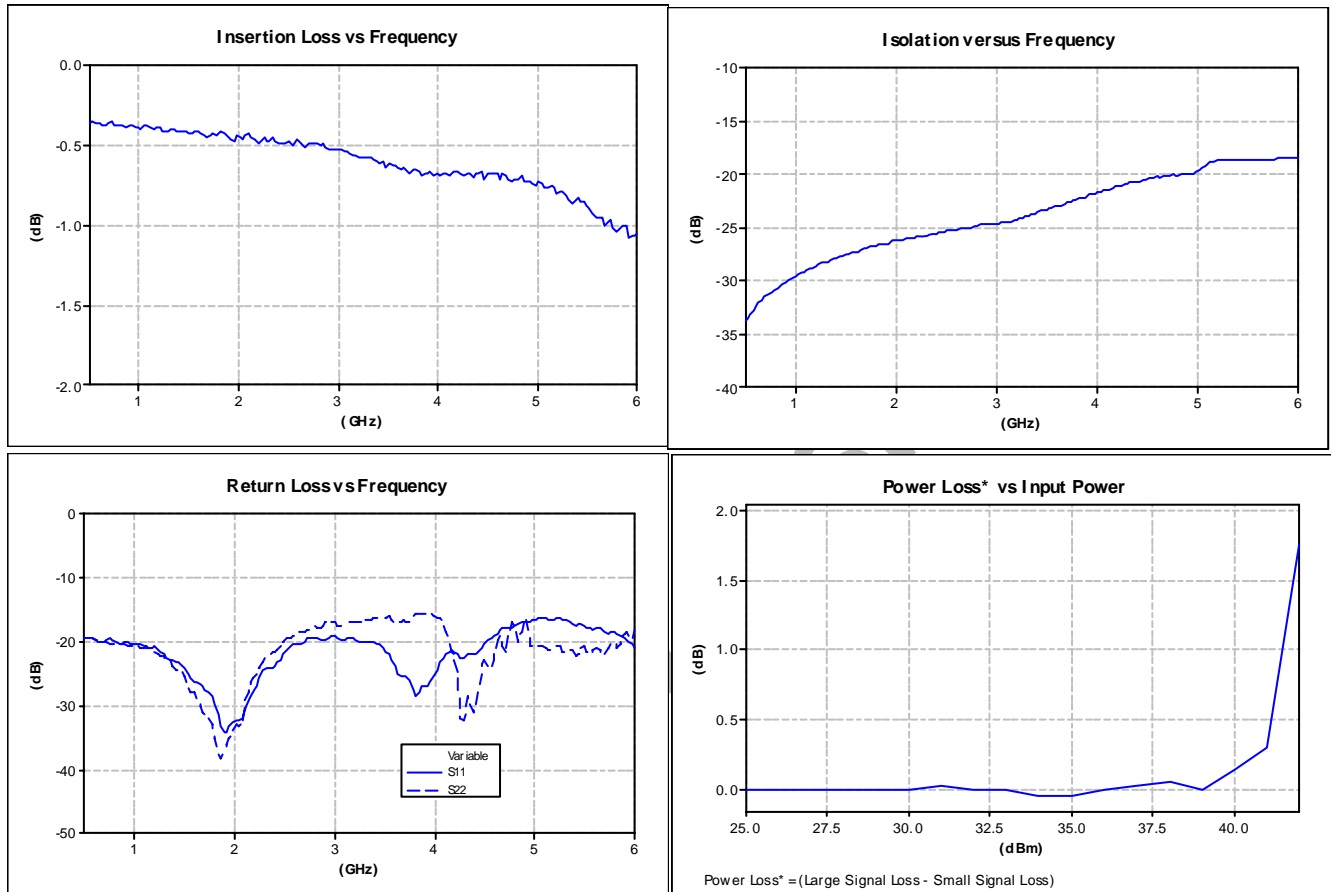 Insertion Loss vs Frequency
0.0
-0.5
-1.0
-1.5
-2.0
(dB)
1 2 3 4 5 6
(GHz)
Isolation versus Frequency
-10
-15
-20
-25
-30
-35
-40
(dB)
1 2 3 4 5 6
(GHz)
Return Loss vs Frequency
0
-10
-20
-30
-40
-50
(dB)
Variable
S11
S22
1 2 3 4 5 6
(GHz)
Power Loss* vs Input Power
2.0
1.5
1.0
0.5
0.0
(dB)
25.0 27.5 30.0 32.5 35.0 37.5 40.0
(dBm)
Power Loss* =(Large Signal Loss - Small Signal Loss)